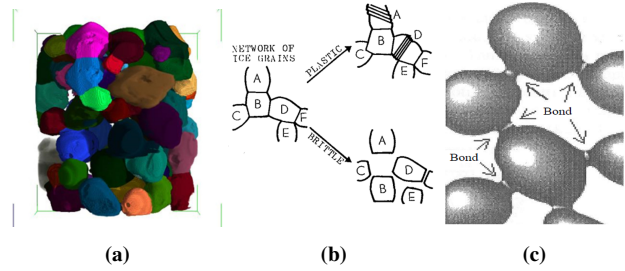 NETWORK OF
ICE GRAINS
A
B
C
D
E
F
PLASTIC
A
B
C
D
E
F
BRITTLE
A
B
C
D
E
Bond
Bond
(a)
(b)
(c)